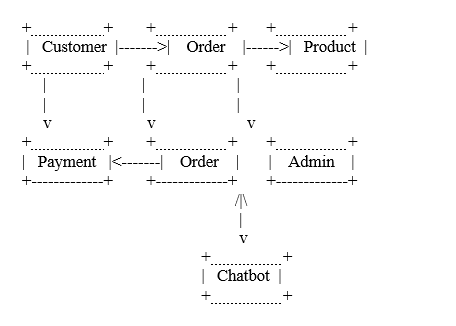 Customer Order Product
v v v
Payment Order Admin
v
Chatbot